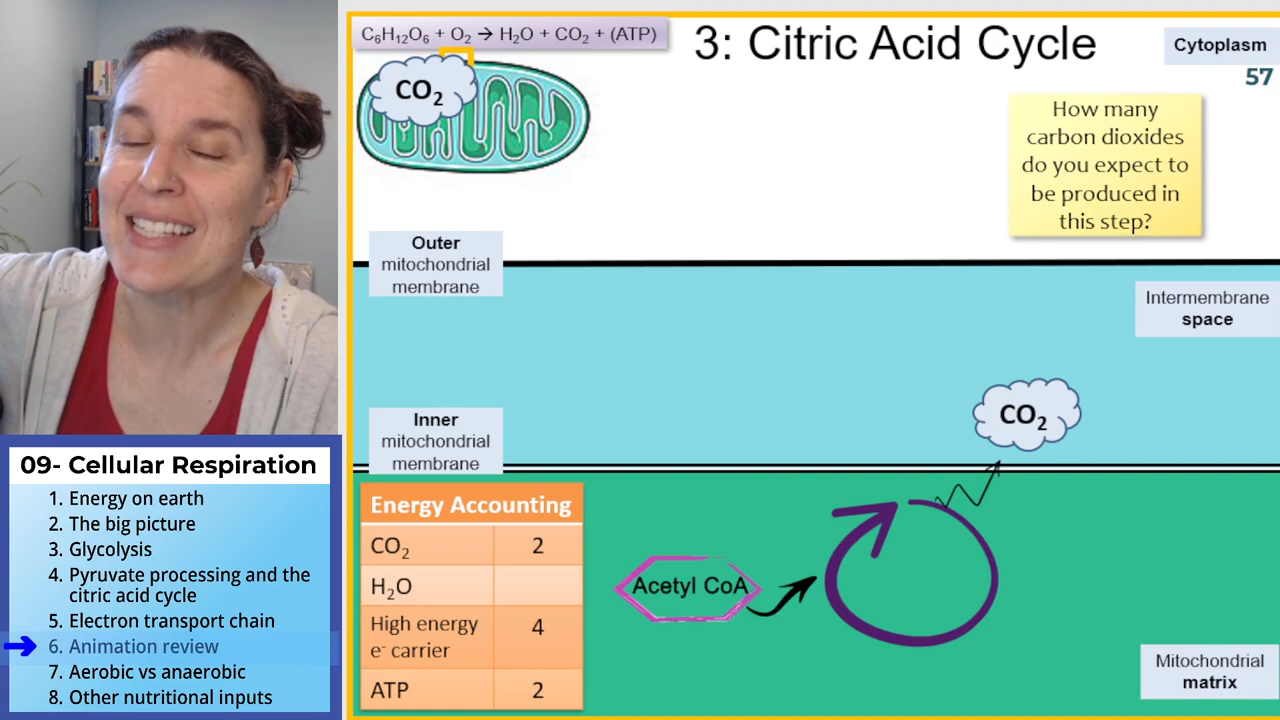 C₆H₁₂O₆ + O₂ → H₂O + CO₂ + (ATP)
3: Citric Acid Cycle
Cytoplasm
57
CO₂
How many
carbon dioxides
do you expect to
be produced in
this step?
Outer
mitochondrial
membrane
Intermembrane
space
CO₂
Inner
mitochondrial
membrane
Energy Accounting
CO₂ 2
H₂O
High energy
e⁻ carrier 4
ATP 2
Acetyl CoA
Mitochondrial
matrix
09- Cellular Respiration
1. Energy on earth
2. The big picture
3. Glycolysis
4. Pyruvate processing and the
citric acid cycle
5. Electron transport chain
6. Animation review
7. Aerobic vs anaerobic
8. Other nutritional inputs